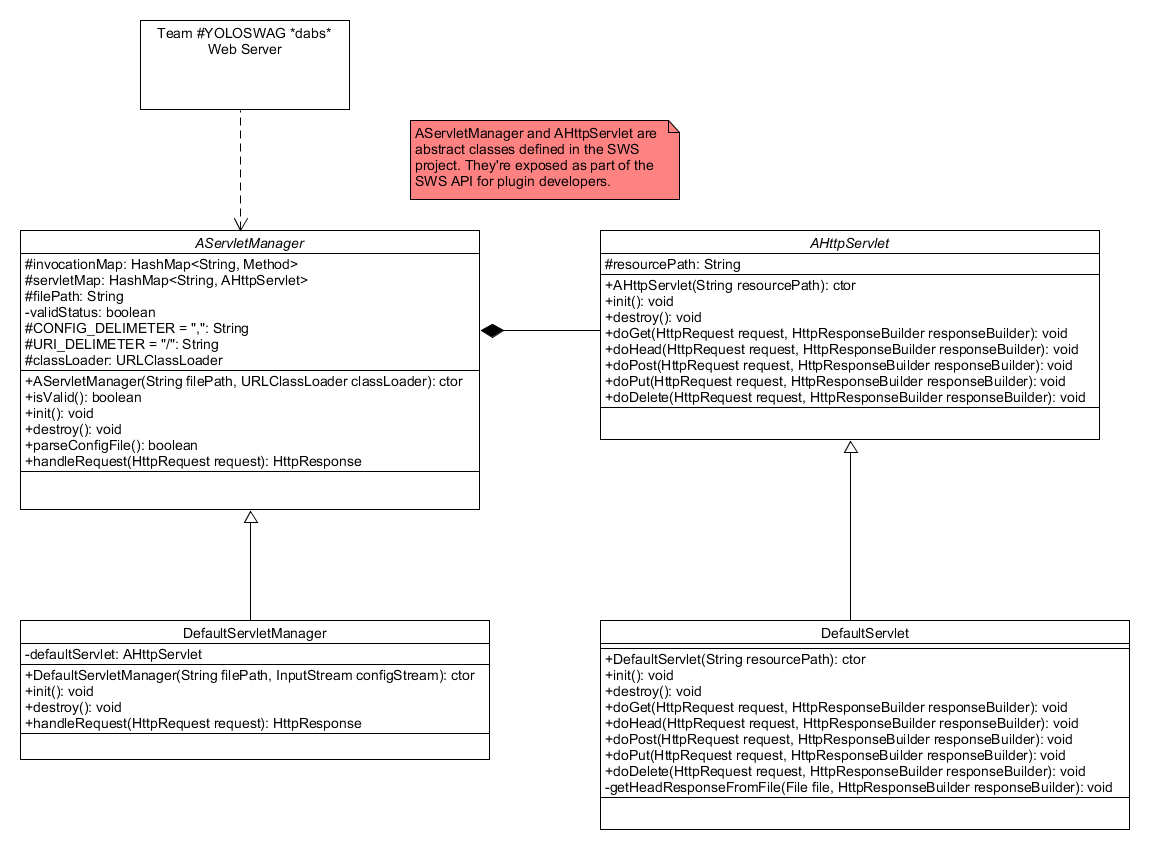 Team #YOLOSWAG *dabs*
Web Server
AServletManager and AHttpServlet are
abstract classes defined in the SWS
project. They're exposed as part of the
SWS API for plugin developers.
AServletManager
#invocationMap: HashMap<String, Method>
#servletMap: HashMap<String, AHttpServlet>
#filePath: String
-validStatus: boolean
#CONFIG_DELIMETER = ",": String
#URI_DELIMETER = "/": String
#classLoader: URLClassLoader
+AServletManager(String filePath, URLClassLoader classLoader): ctor
+isValid(): boolean
+init(): void
+destroy(): void
+parseConfigFile(): boolean
+handleRequest(HttpRequest request): HttpResponse
AHttpServlet
#resourcePath: String
+AHttpServlet(String resourcePath): ctor
+init(): void
+destroy(): void
+doGet(HttpRequest request, HttpResponseBuilder responseBuilder): void
+doHead(HttpRequest request, HttpResponseBuilder responseBuilder): void
+doPost(HttpRequest request, HttpResponseBuilder responseBuilder): void
+doPut(HttpRequest request, HttpResponseBuilder responseBuilder): void
+doDelete(HttpRequest request, HttpResponseBuilder responseBuilder): void
DefaultServletManager
-defaultServlet: AHttpServlet
+DefaultServletManager(String filePath, InputStream configStream): ctor
+init(): void
+destroy(): void
+handleRequest(HttpRequest request): HttpResponse
DefaultServlet
+DefaultServlet(String resourcePath): ctor
+init(): void
+destroy(): void
+doGet(HttpRequest request, HttpResponseBuilder responseBuilder): void
+doHead(HttpRequest request, HttpResponseBuilder responseBuilder): void
+doPost(HttpRequest request, HttpResponseBuilder responseBuilder): void
+doPut(HttpRequest request, HttpResponseBuilder responseBuilder): void
+doDelete(HttpRequest request, HttpResponseBuilder responseBuilder): void
-getHeadResponseFromFile(File file, HttpResponseBuilder responseBuilder): void